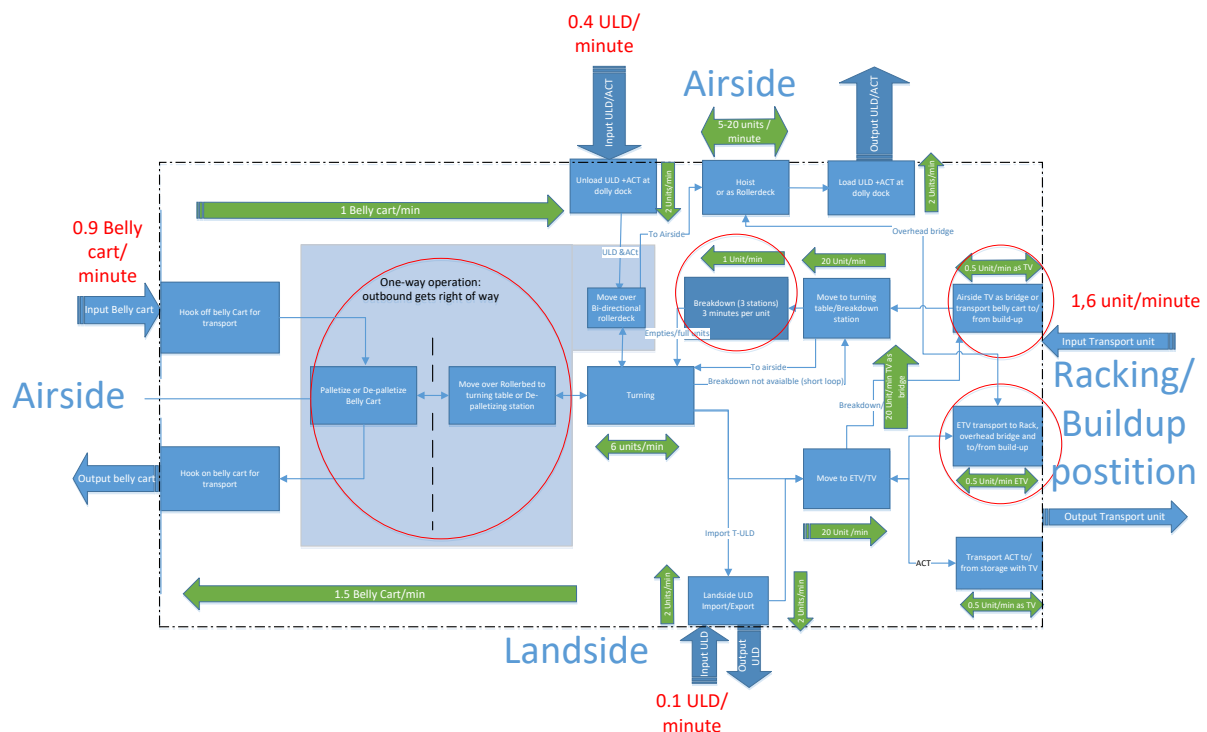 0.4 ULD/
minute
Input ULD/ACT
Airside
5-20 units /
minute
Output ULD/ACT
Unload ULD +ACT at
dolly dock
2 Units/min
Hoist
or as Rollerdeck
Load ULD +ACT at
dolly dock
2 Units/min
1 Belly cart/min
0.9 Belly
cart/
minute
To Airside
Overhead bridge
ULD &ACt
One-way operation:
outbound gets right of way
1 Unit/min
20 Unit/min
0.5 Unit/min as TV
Input Belly cart
Hook off belly Cart for
transport
Move over
Bi-directional
rollerdeck
Breakdown (3 stations)
3 minutes per unit
Move to turning
table/Breakdown
station
Airside TV as bridge or
transport belly cart to/
from build-up
1,6 unit/minute
Input Transport unit
Empties/full units
To airside
Breakdown not avaialble (short loop)
20 Unit/min TV as
bridge
Airside
Palletize or De-palletize
Belly Cart
Move over Rollerbed to
turning table or De-
palletizing station
Turning
Breakdown/
Racking/
Buildup
postition
ETV transport to Rack,
overhead bridge and
to/from build-up
6 units/min
Output belly cart
Hook on belly cart for
transport
Move to ETV/TV
0.5 Unit/min ETV
Output Transport unit
Import T-ULD
20 Unit /min
ACT
Transport ACT to/
from storage with TV
1.5 Belly Cart/min
2 Units/min
Landside ULD
Import/Export
2 Units/min
0.5 Unit/min as TV
Landside
Input ULD
Output
ULD
0.1 ULD/
minute